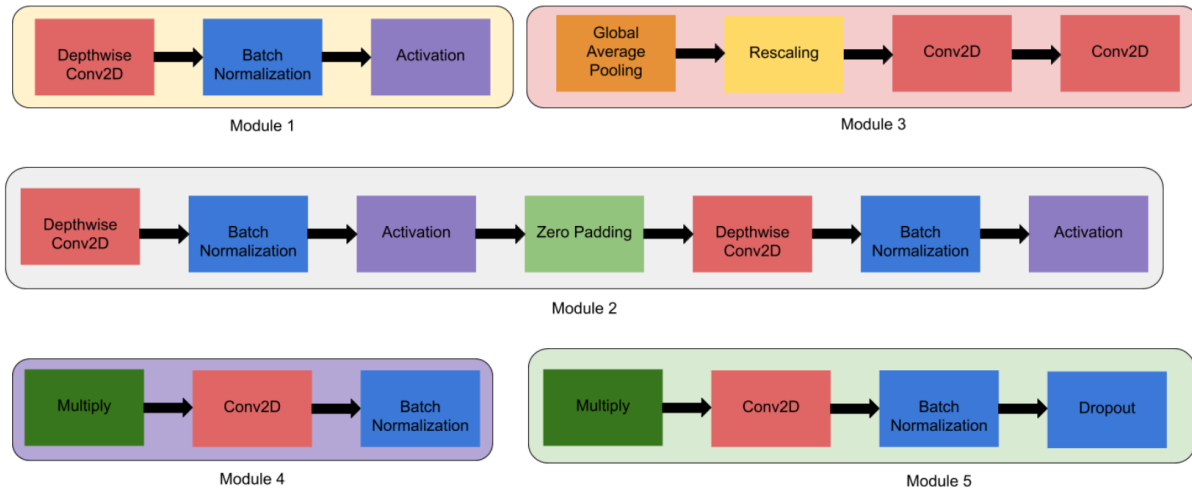 Depthwise
Conv2D
Batch
Normalization
Activation
Module 1
Global
Average
Pooling
Rescaling
Conv2D
Conv2D
Module 3
Depthwise
Conv2D
Batch
Normalization
Activation
Zero Padding
Depthwise
Conv2D
Batch
Normalization
Activation
Module 2
Multiply
Conv2D
Batch
Normalization
Module 4
Multiply
Conv2D
Batch
Normalization
Dropout
Module 5